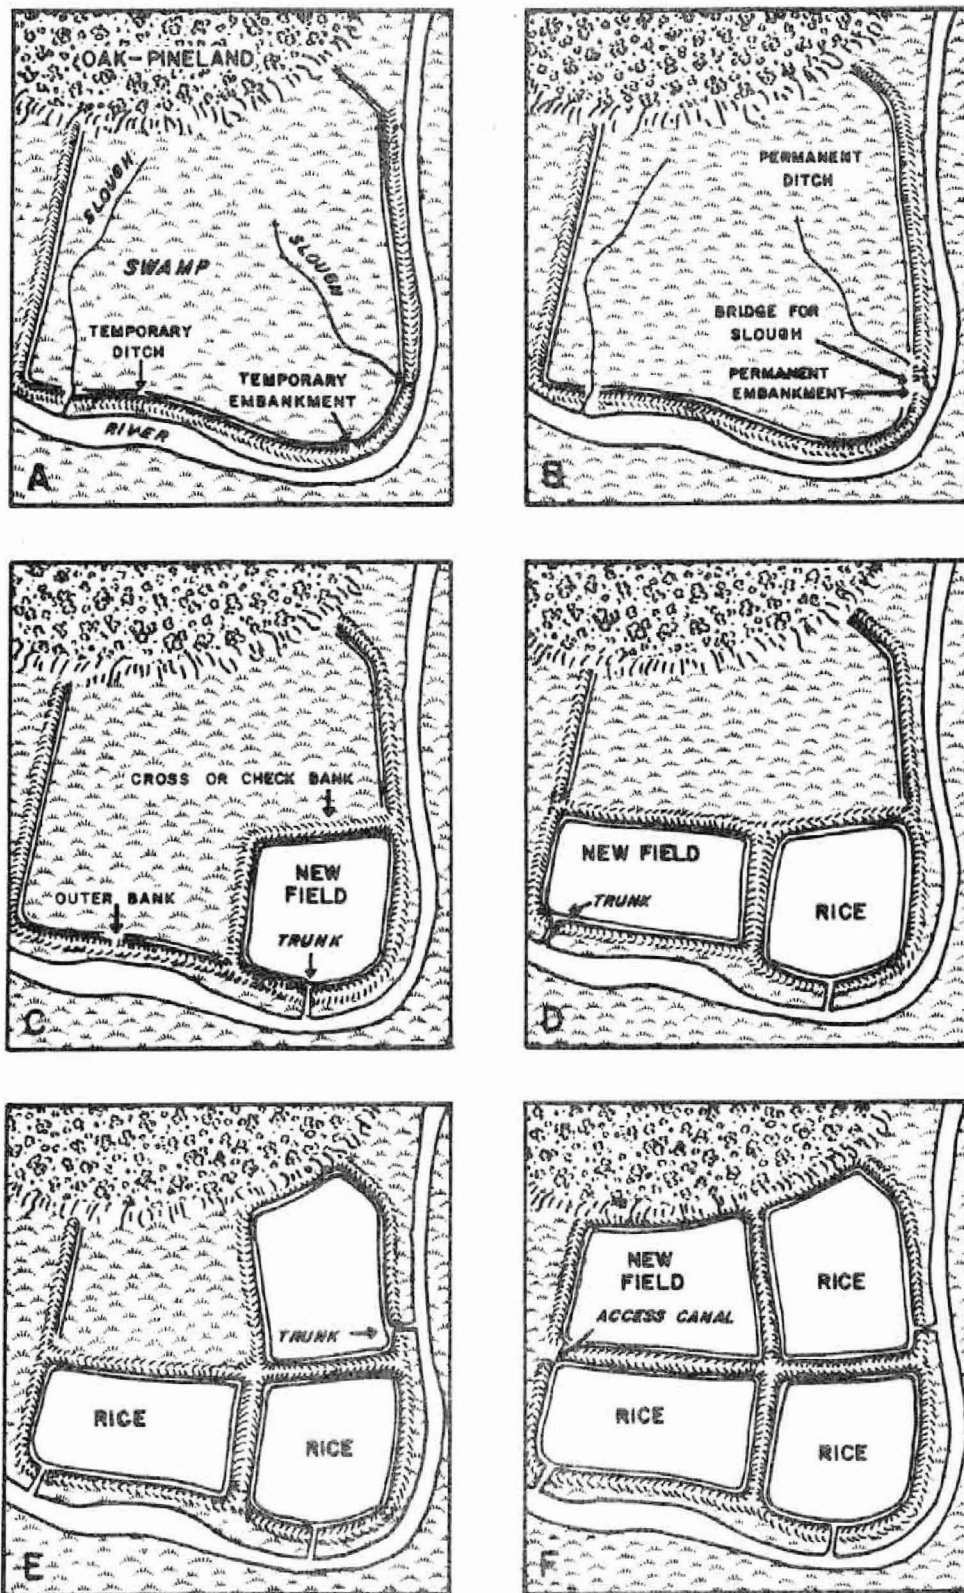 OAK-PINELAND
SLOUGH
SLOUGH
SWAMP
TEMPORARY
DITCH
TEMPORARY
EMBANKMENT
RIVER
A
PERMANENT
DITCH
BRIDGE FOR
SLOUGH
PERMANENT
EMBANKMENT
B
CROSS OR CHECK BANK
NEW
FIELD
OUTER BANK
TRUNK
C
NEW FIELD
TRUNK
RICE
D
TRUNK
RICE
RICE
E
NEW
FIELD
RICE
ACCESS CANAL
RICE
RICE
F